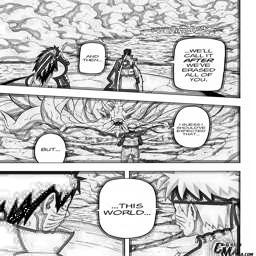 ...WE'LL
CALL IT
AFTER
WE'VE
ERASED
ALL OF
YOU.
AND
THEN...
I GUESS I
SHOULD'VE
EXPECTED
THAT...
BUT...
...THIS
WORLD...